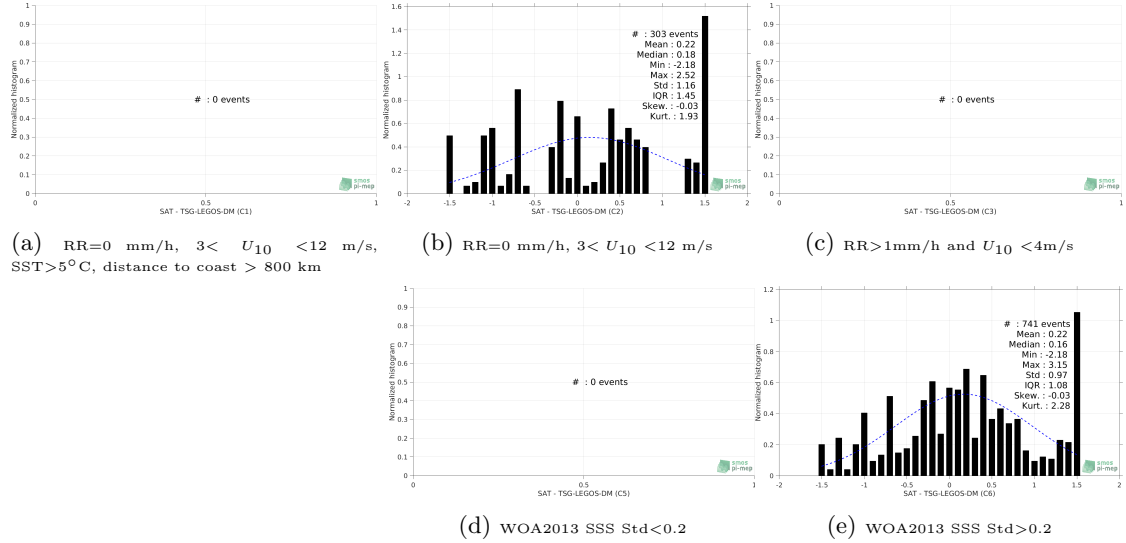 Normalized histogram
1
0.9
0.8
0.7
0.6
0.5
0.4
0.3
0.2
0.1
0
# : 0 events
0 0.5 1
SAT - TSG-LEGOS-DM (C1)
smos
pi-mep
(a) RR=0 mm/h, 3< U10 <12 m/s,
SST>5°C, distance to coast > 800 km
Normalized histogram
1.6
1.4
1.2
1
0.8
0.6
0.4
0.2
0
# : 303 events
Mean : 0.22
Median : 0.18
Min : -2.18
Max : 2.52
Std : 1.16
IQR : 1.45
Skew. : -0.03
Kurt. : 1.93
-2 -1.5 -1 -0.5 0 0.5 1 1.5 2
SAT - TSG-LEGOS-DM (C2)
smos
pi-mep
(b) RR=0 mm/h, 3< U10 <12 m/s
Normalized histogram
1
0.9
0.8
0.7
0.6
0.5
0.4
0.3
0.2
0.1
0
# : 0 events
0 0.5 1
SAT - TSG-LEGOS-DM (C3)
smos
pi-mep
(c) RR>1mm/h and U10 <4m/s
Normalized histogram
1
0.9
0.8
0.7
0.6
0.5
0.4
0.3
0.2
0.1
0
# : 0 events
0 0.5 1
SAT - TSG-LEGOS-DM (C5)
smos
pi-mep
(d) WOA2013 SSS Std<0.2
Normalized histogram
1.2
1
0.8
0.6
0.4
0.2
0
# : 741 events
Mean : 0.22
Median : 0.16
Min : -2.18
Max : 3.15
Std : 0.97
IQR : 1.08
Skew. : -0.03
Kurt. : 2.28
-2 -1.5 -1 -0.5 0 0.5 1 1.5 2
SAT - TSG-LEGOS-DM (C6)
smos
pi-mep
(e) WOA2013 SSS Std>0.2